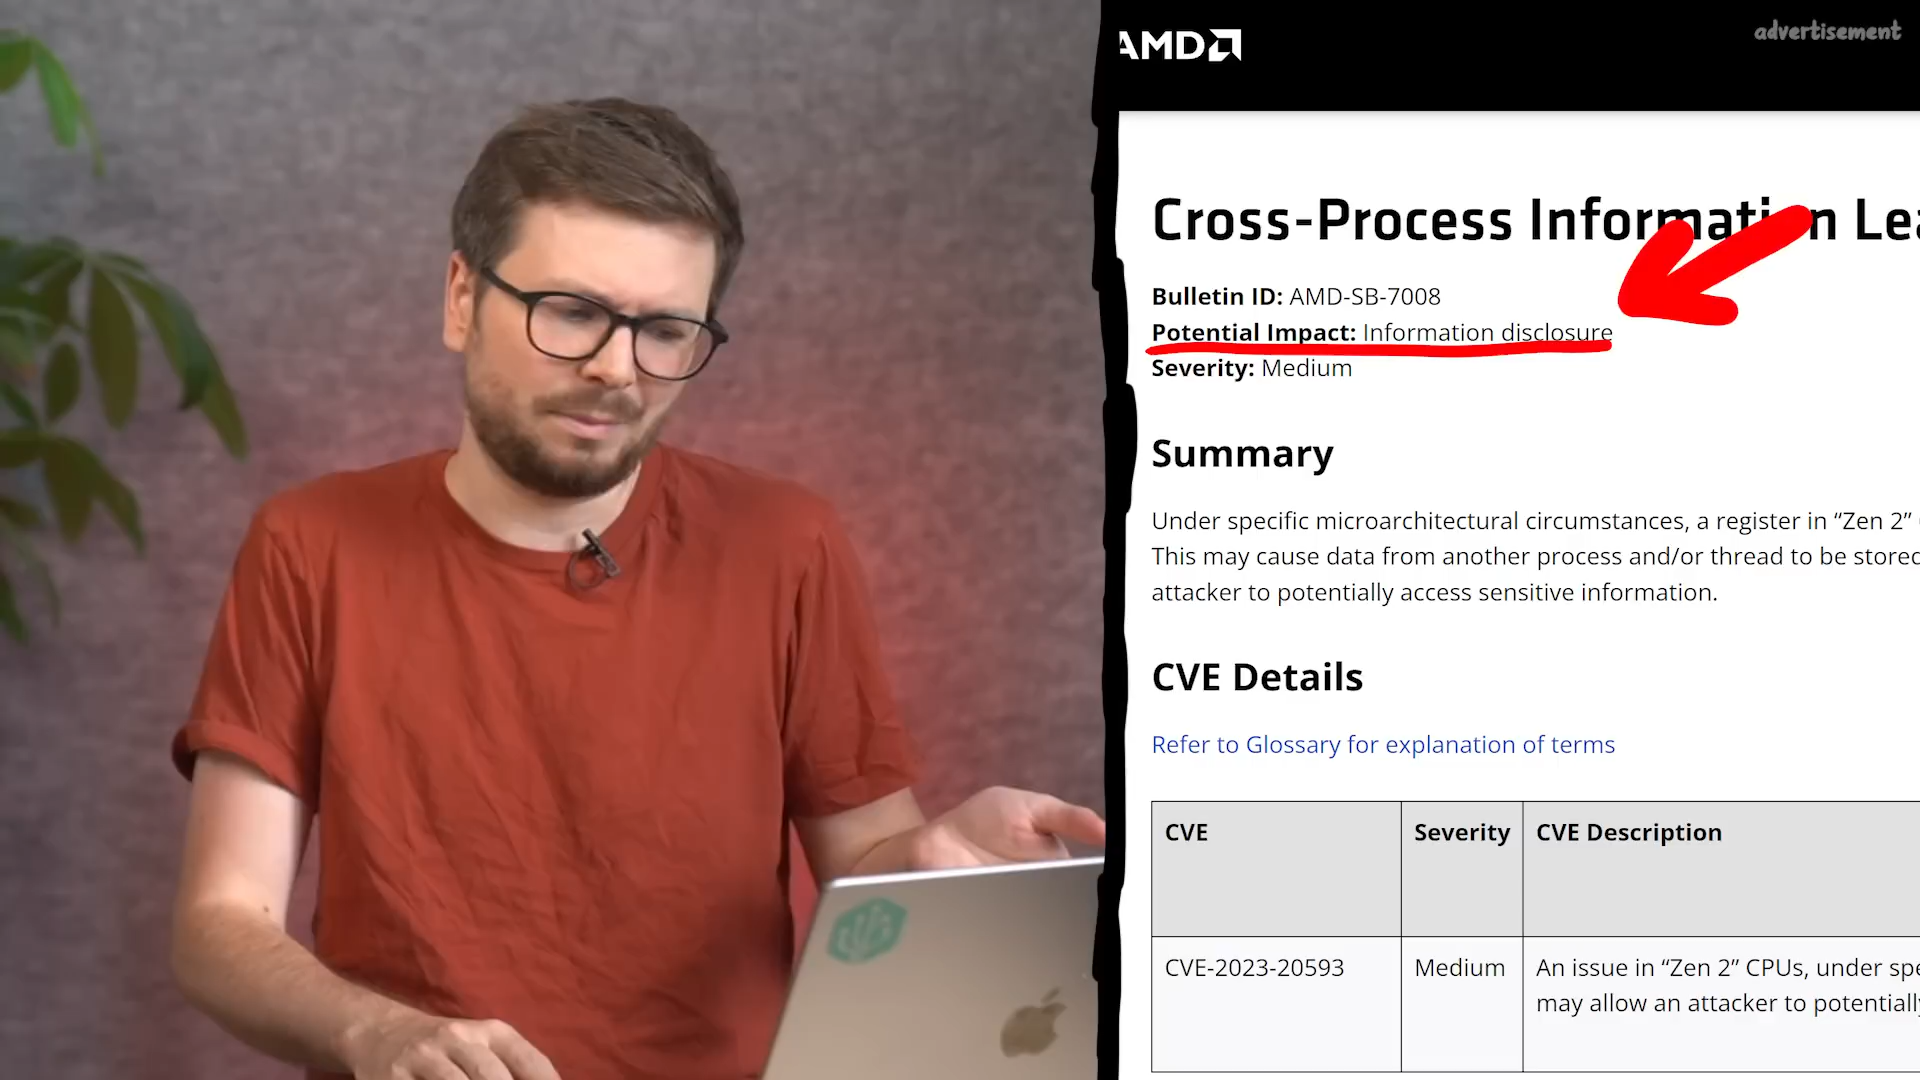 AMD
advertisement
Cross-Process Information Lea
Bulletin ID: AMD-SB-7008
Potential Impact: Information disclosure
Severity: Medium
Summary
Under specific microarchitectural circumstances, a register in “Zen 2”
This may cause data from another process and/or thread to be stored
attacker to potentially access sensitive information.
CVE Details
Refer to Glossary for explanation of terms
CVE Severity CVE Description
CVE-2023-20593 Medium An issue in “Zen 2” CPUs, under spe
may allow an attacker to potentially